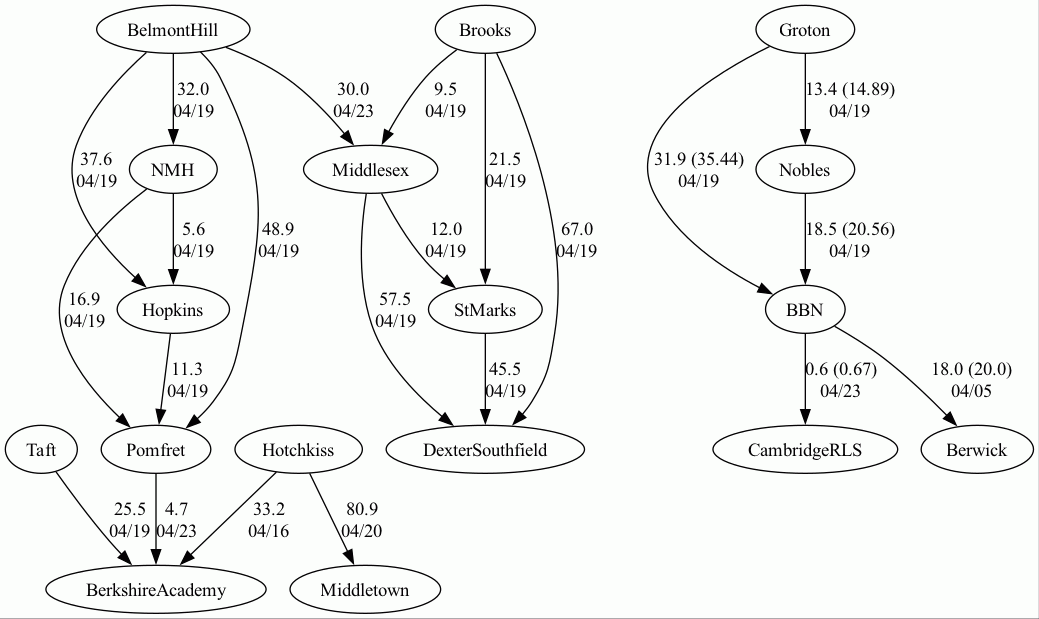 BelmontHill
Brooks
Groton
32.0
04/19
30.0
04/23
9.5
04/19
13.4 (14.89)
04/19
37.6
04/19
NMH
Middlesex
21.5
04/19
31.9 (35.44)
04/19
Nobles
5.6
04/19
48.9
04/19
12.0
04/19
67.0
04/19
18.5 (20.56)
04/19
16.9
04/19
Hopkins
57.5
04/19
StMarks
BBN
11.3
04/19
45.5
04/19
0.6 (0.67)
04/23
18.0 (20.0)
04/05
Taft
Pomfret
Hotchkiss
DexterSouthfield
CambridgeRLS
Berwick
25.5
04/19
4.7
04/23
33.2
04/16
80.9
04/20
BerkshireAcademy
Middletown